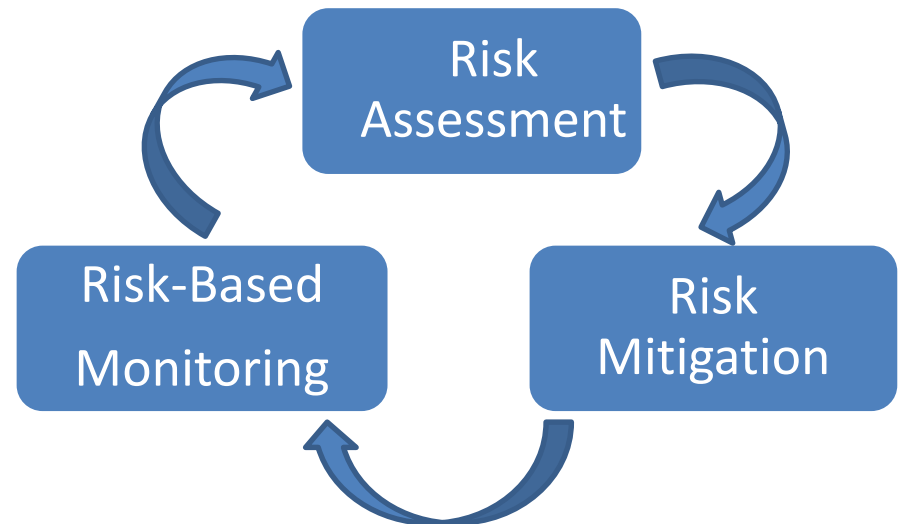 Risk
Assessment
Risk-Based
Monitoring
Risk
Mitigation